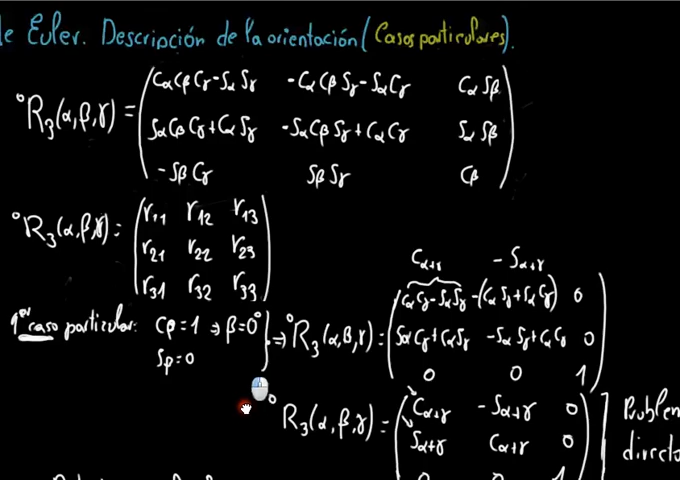 de Euler. Descripción de la orientación (Casos particulares).
⁰R₃(α,β,γ) = 
CαCβCγ-SαSγ  -CαCβSγ-SαCγ  CαSβ
SαCβCγ+CαSγ  -SαCβSγ+CαCγ  SαSβ
-SβCγ  SβSγ  Cβ
⁰R₃(α,β,γ) =
r₁₁ r₁₂ r₁₃
r₂₁ r₂₂ r₂₃
r₃₁ r₃₂ r₃₃
Cα+γ  -Sα+γ
1er caso particular: Cβ=1 ⇒ β=0°
Sβ=0
⇒ ⁰R₃(α,β,γ) =
CαCγ-SαSγ  -(CαSγ+SαCγ)  0
SαCγ+CαSγ  -SαSγ+CαCγ  0
0  0  1
⁰R₃(α,β,γ) =
Cα+γ  -Sα+γ  0
Sα+γ  Cα+γ  0
directo